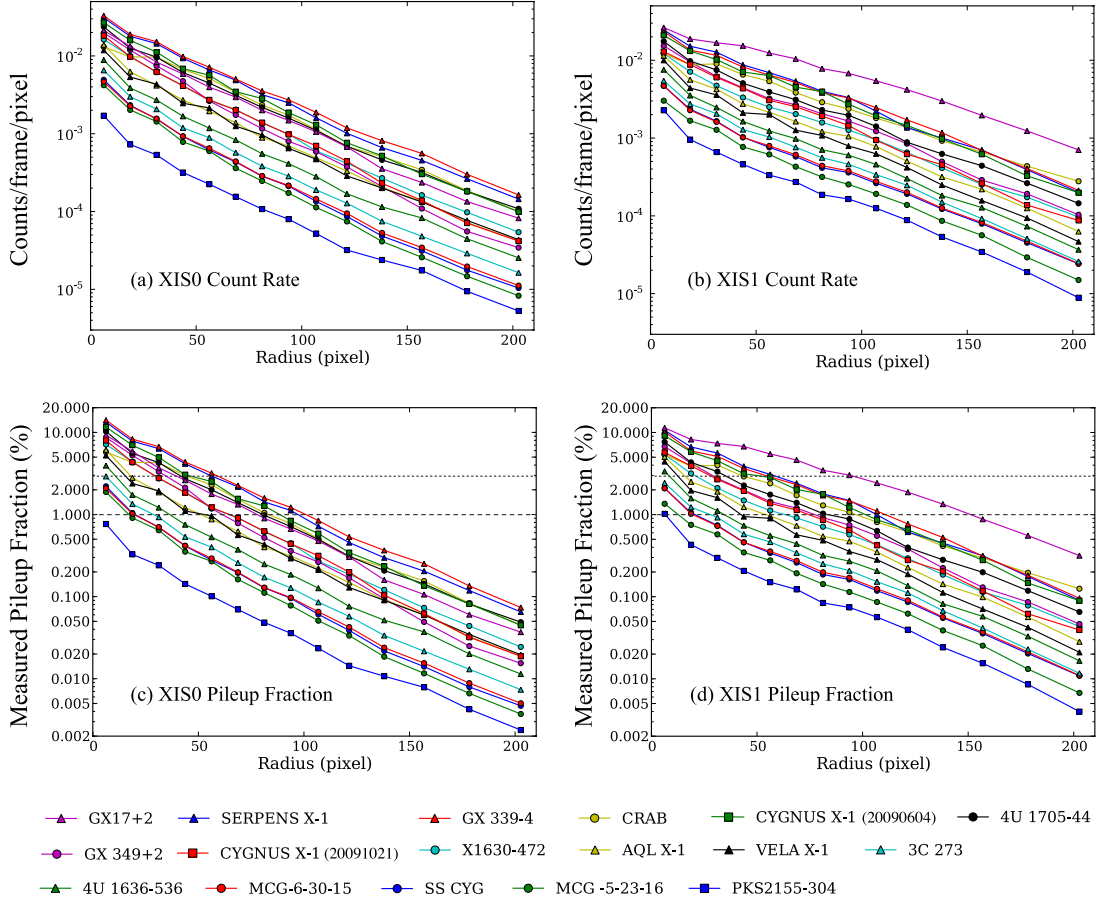 10⁻²
10⁻³
10⁻⁴
10⁻⁵
Counts/frame/pixel
(a) XIS0 Count Rate
0 50 100 150 200
Radius (pixel)
10⁻²
10⁻³
10⁻⁴
10⁻⁵
Counts/frame/pixel
(b) XIS1 Count Rate
0 50 100 150 200
Radius (pixel)
20.000
10.000
5.000
2.000
1.000
0.500
0.200
0.100
0.050
0.020
0.010
0.005
0.002
Measured Pileup Fraction (%)
(c) XIS0 Pileup Fraction
0 50 100 150 200
Radius (pixel)
20.000
10.000
5.000
2.000
1.000
0.500
0.200
0.100
0.050
0.020
0.010
0.005
0.002
Measured Pileup Fraction (%)
(d) XIS1 Pileup Fraction
0 50 100 150 200
Radius (pixel)
GX17+2 SERPENS X-1 GX 339-4 CRAB CYGNUS X-1 (20090604) 4U 1705-44
GX 349+2 CYGNUS X-1 (20091021) X1630-472 AQL X-1 VELA X-1 3C 273
4U 1636-536 MCG-6-30-15 SS CYG MCG -5-23-16 PKS2155-304